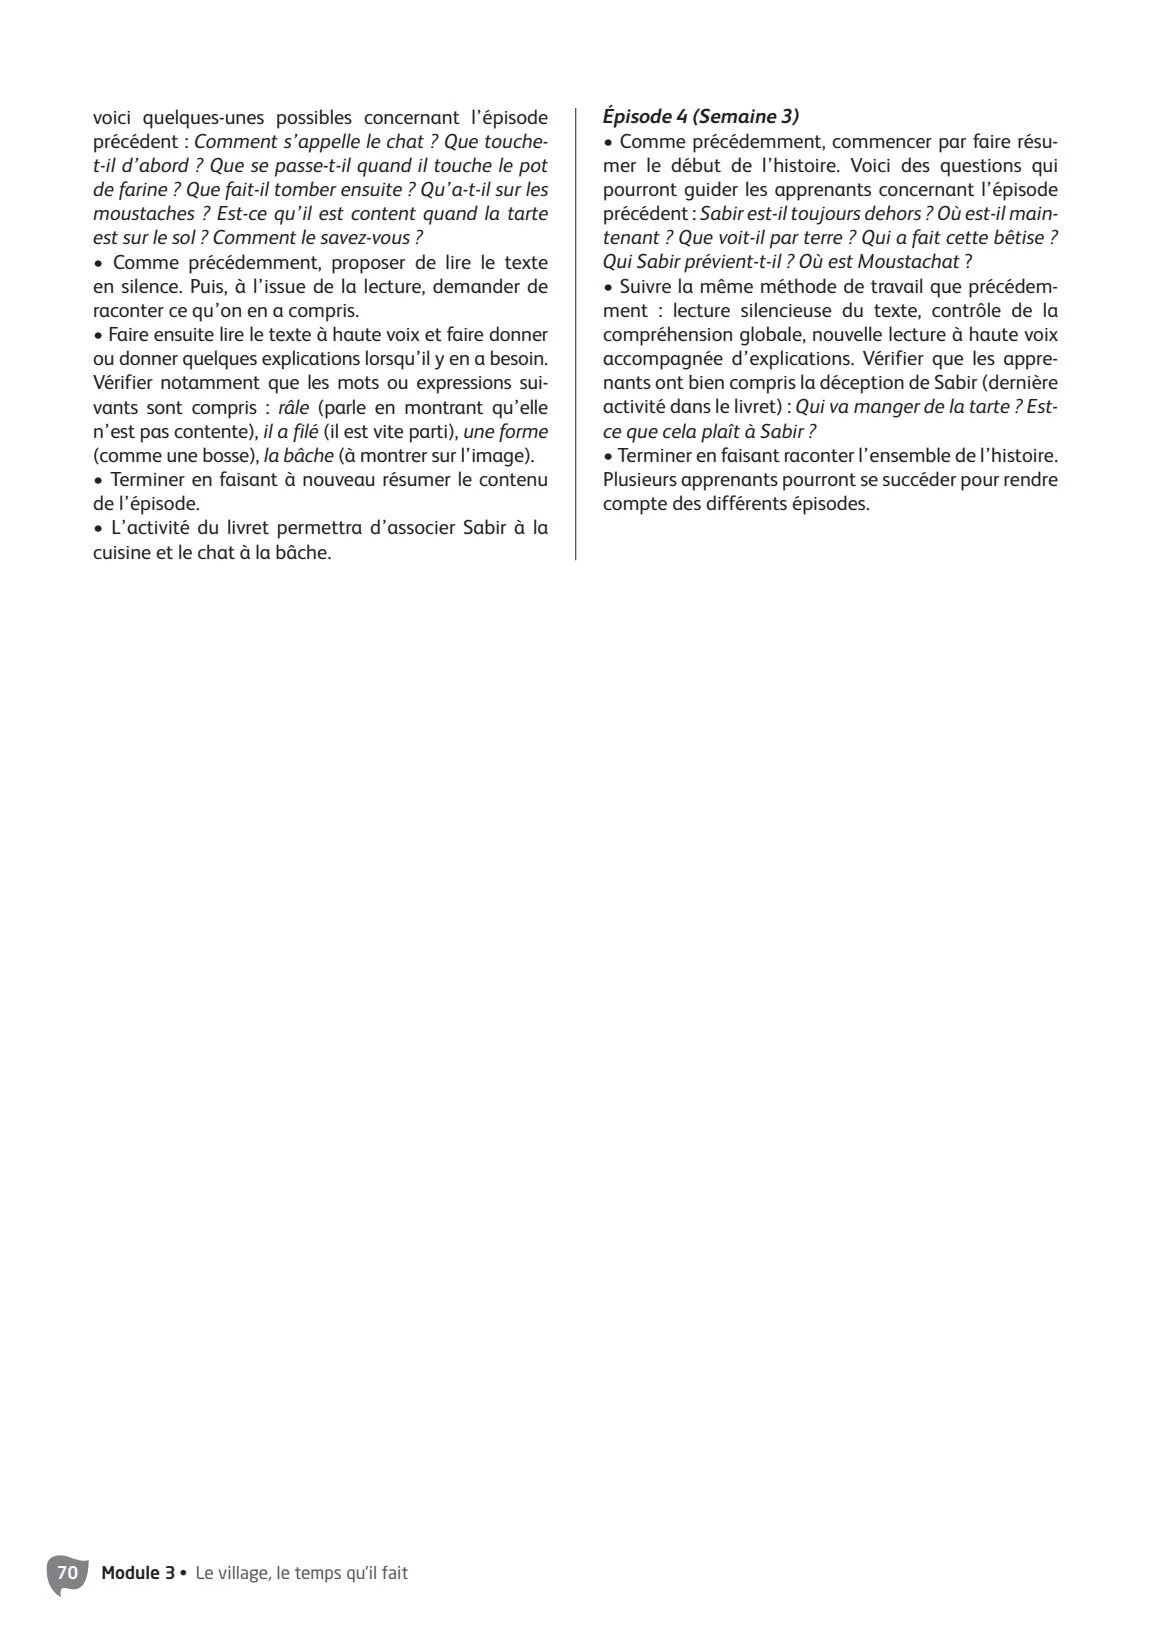 voici quelques-unes possibles concernant l’épisode
précédent : Comment s’appelle le chat ? Que touche-
t-il d’abord ? Que se passe-t-il quand il touche le pot
de farine ? Que fait-il tomber ensuite ? Qu’a-t-il sur les
moustaches ? Est-ce qu’il est content quand la tarte
est sur le sol ? Comment le savez-vous ?
• Comme précédemment, proposer de lire le texte
en silence. Puis, à l’issue de la lecture, demander de
raconter ce qu’on en a compris.
• Faire ensuite lire le texte à haute voix et faire donner
ou donner quelques explications lorsqu’il y en a besoin.
Vérifier notamment que les mots ou expressions sui-
vants sont compris : râle (parle en montrant qu’elle
n’est pas contente), il a filé (il est vite parti), une forme
(comme une bosse), la bâche (à montrer sur l’image).
• Terminer en faisant à nouveau résumer le contenu
de l’épisode.
• L’activité du livret permettra d’associer Sabir à la
cuisine et le chat à la bâche.
Épisode 4 (Semaine 3)
• Comme précédemment, commencer par faire résu-
mer le début de l’histoire. Voici des questions qui
pourront guider les apprenants concernant l’épisode
précédent : Sabir est-il toujours dehors ? Où est-il main-
tenant ? Que voit-il par terre ? Qui a fait cette bêtise ?
Qui Sabir prévient-t-il ? Où est Moustachat ?
• Suivre la même méthode de travail que précédem-
ment : lecture silencieuse du texte, contrôle de la
compréhension globale, nouvelle lecture à haute voix
accompagnée d’explications. Vérifier que les appre-
nants ont bien compris la déception de Sabir (dernière
activité dans le livret) : Qui va manger de la tarte ? Est-
ce que cela plaît à Sabir ?
• Terminer en faisant raconter l’ensemble de l’histoire.
Plusieurs apprenants pourront se succéder pour rendre
compte des différents épisodes.
70 Module 3 • Le village, le temps qu’il fait